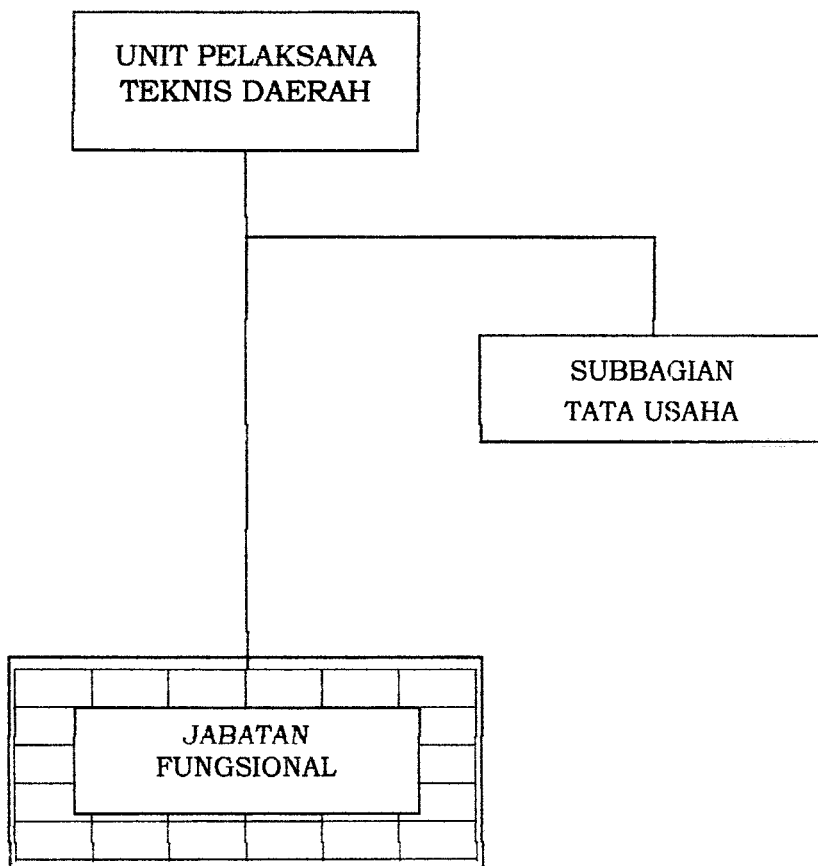 UNIT PELAKSANA
TEKNIS DAERAH
SUBBAGIAN
TATA USAHA
JABATAN
FUNGSIONAL